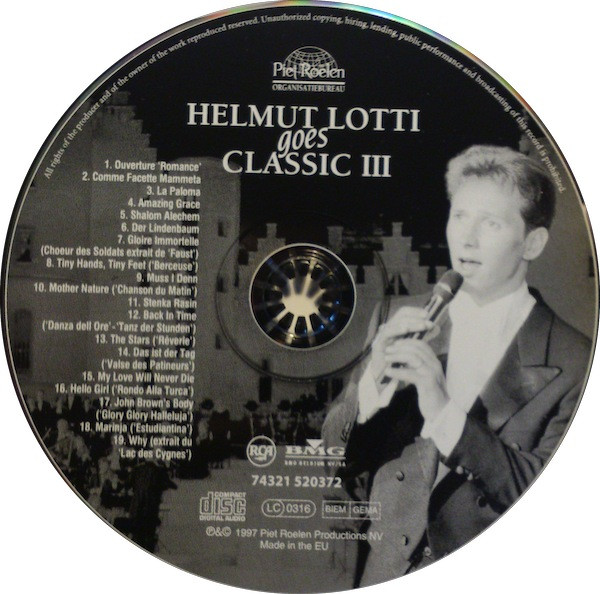 All rights of the producer and of the owner of the work reproduced reserved. Unauthorized copying, hiring, lending, public performance and broadcasting of this record is prohibited.
Piet Roelen
ORGANISATIEBUREAU
HELMUT LOTTI
goes
CLASSIC III
1. Ouverture 'Romance'
2. Comme Facette Mammeta
3. La Paloma
4. Amazing Grace
5. Shalom Alechem
6. Der Lindenbaum
7. Gloire Immortelle
(Choeur des Soldats extrait de 'Faust')
8. Tiny Hands, Tiny Feet ('Berceuse')
9. Muss I Denn
10. Mother Nature ('Chanson du Matin')
11. Stenka Rasin
12. Back In Time
('Danza dell Ore' -'Tanz der Stunden')
13. The Stars ('Rêverie')
14. Das ist der Tag
('Valse des Patineurs')
15. My Love Will Never Die
16. Hello Girl ('Rondo Alla Turca')
17. John Brown's Body
('Glory Glory Halleluja')
18. Marinja ('Estudiantina')
19. Why (extrait du
'Lac des Cygnes')
RCA BMG
BMG BELGIUM NV/SA
74321 520372
COMPACT
disc
DIGITAL AUDIO
LC 0316 BIEM GEMA
℗&© 1997 Piet Roelen Productions NV
Made in the EU